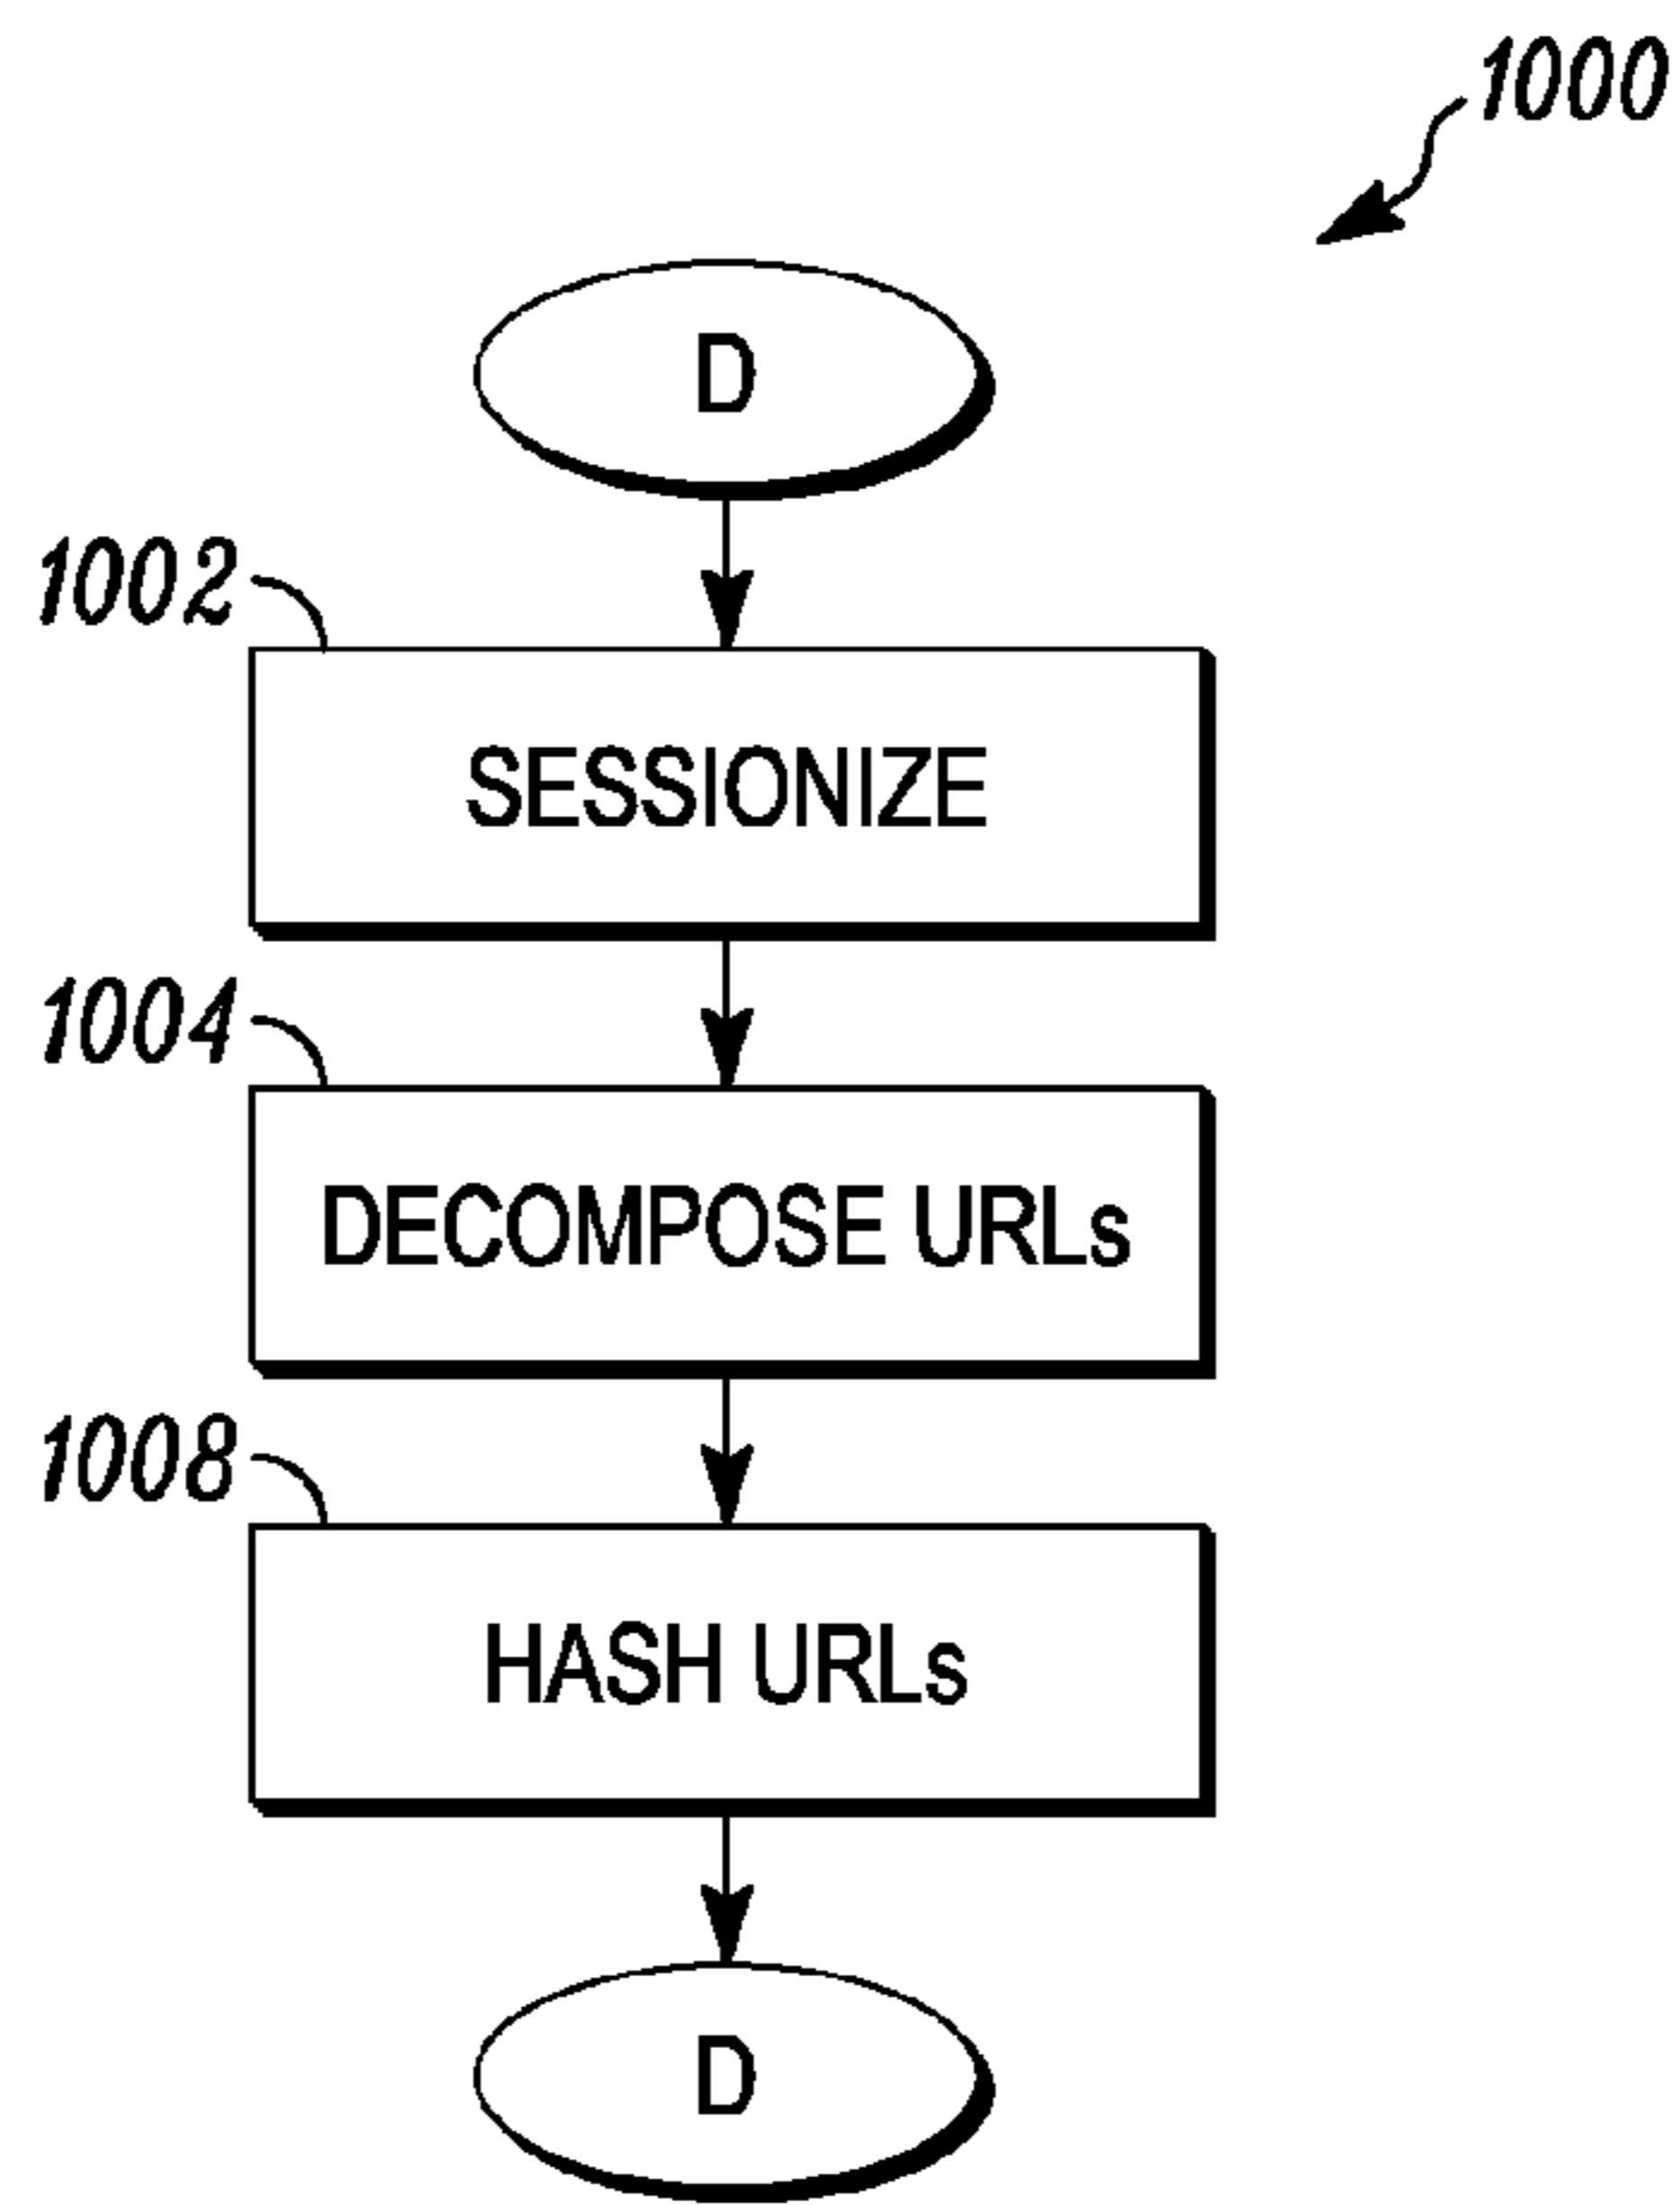 1000
D
1002
SESSIONIZE
1004
DECOMPOSE URLs
1008
HASH URLs
D